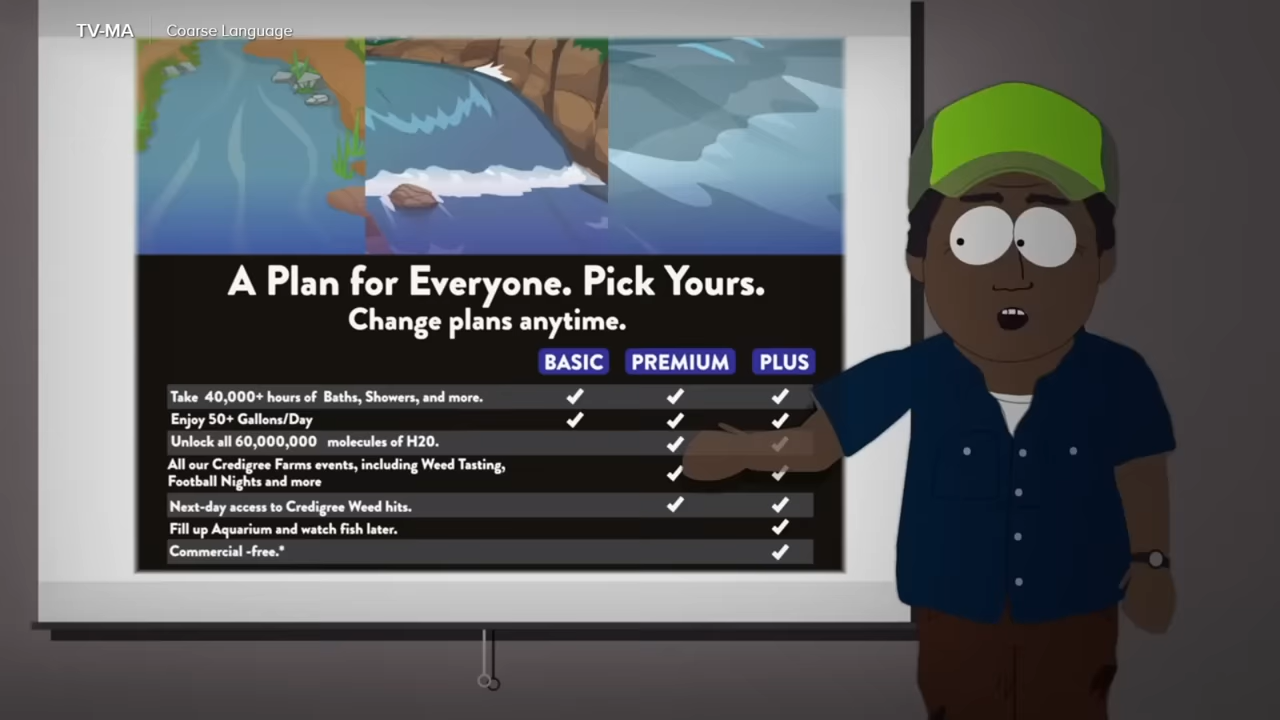 TV-MA | Coarse Language
A Plan for Everyone. Pick Yours.
Change plans anytime.
BASIC PREMIUM PLUS
Take 40,000+ hours of Baths, Showers, and more.
Enjoy 50+ Gallons/Day
Unlock all 60,000,000 molecules of H20.
All our Credigree Farms events, including Weed Tasting,
Football Nights and more
Next-day access to Credigree Weed hits.
Fill up Aquarium and watch fish later.
Commercial -free.*